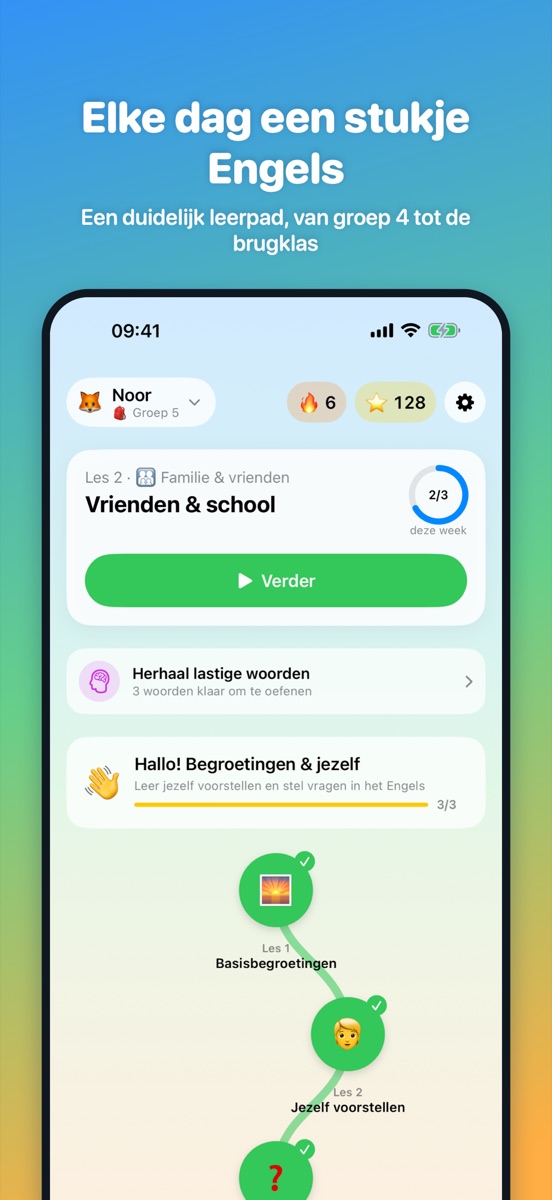 Elke dag een stukje
Engels
Een duidelijk leerpad, van groep 4 tot de
brugklas
09:41
Noor
Groep 5
6
128
Les 2 · Familie & vrienden
Vrienden & school
2/3
deze week
Verder
Herhaal lastige woorden
3 woorden klaar om te oefenen
Hallo! Begroetingen & jezelf
Leer jezelf voorstellen en stel vragen in het Engels
3/3
Les 1
Basisbegroetingen
Les 2
Jezelf voorstellen